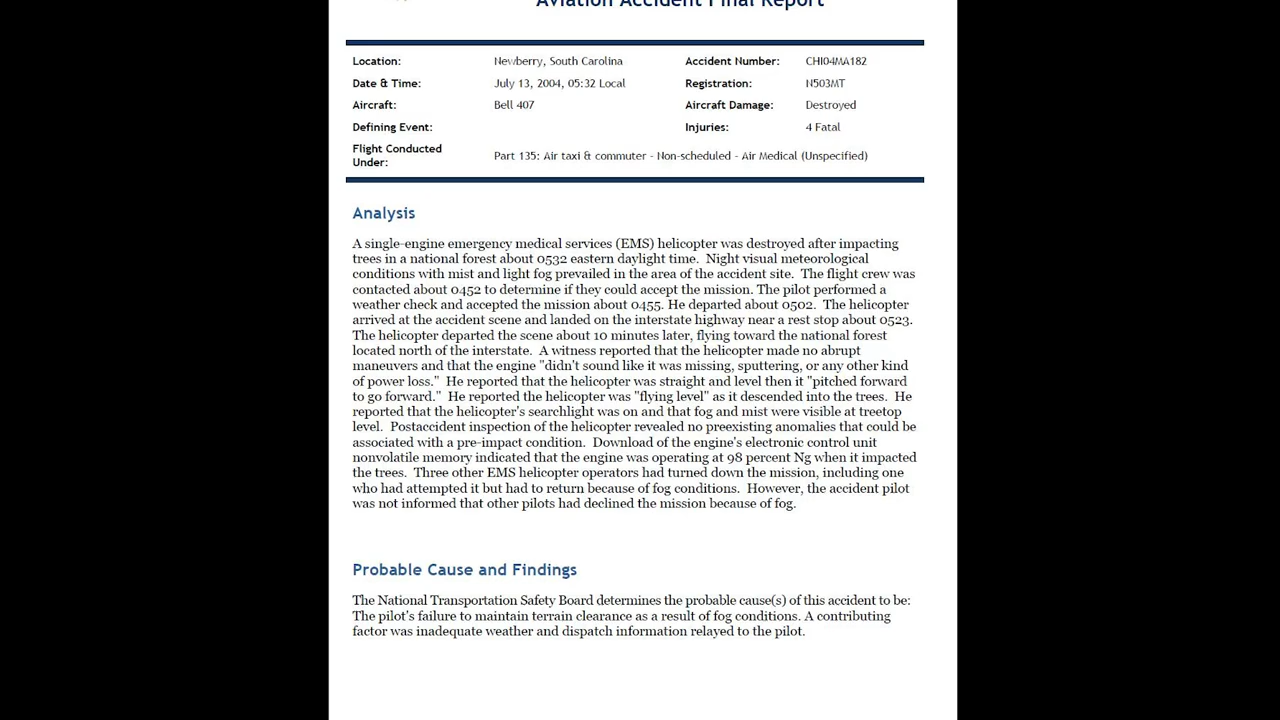 Aviation Accident Final Report
Location: Newberry, South Carolina Accident Number: CHI04MA182
Date & Time: July 13, 2004, 05:32 Local Registration: N503MT
Aircraft: Bell 407 Aircraft Damage: Destroyed
Defining Event: Injuries: 4 Fatal
Flight Conducted
Under: Part 135: Air taxi & commuter - Non-scheduled - Air Medical (Unspecified)
Analysis
A single-engine emergency medical services (EMS) helicopter was destroyed after impacting
trees in a national forest about 0532 eastern daylight time.  Night visual meteorological
conditions with mist and light fog prevailed in the area of the accident site.  The flight crew was
contacted about 0452 to determine if they could accept the mission. The pilot performed a
weather check and accepted the mission about 0455. He departed about 0502.  The helicopter
arrived at the accident scene and landed on the interstate highway near a rest stop about 0523.
The helicopter departed the scene about 10 minutes later, flying toward the national forest
located north of the interstate.  A witness reported that the helicopter made no abrupt
maneuvers and that the engine "didn't sound like it was missing, sputtering, or any other kind
of power loss."  He reported that the helicopter was straight and level then it "pitched forward
to go forward."  He reported the helicopter was "flying level" as it descended into the trees.  He
reported that the helicopter's searchlight was on and that fog and mist were visible at treetop
level.  Postaccident inspection of the helicopter revealed no preexisting anomalies that could be
associated with a pre-impact condition.  Download of the engine's electronic control unit
nonvolatile memory indicated that the engine was operating at 98 percent Ng when it impacted
the trees.  Three other EMS helicopter operators had turned down the mission, including one
who had attempted it but had to return because of fog conditions.  However, the accident pilot
was not informed that other pilots had declined the mission because of fog.
Probable Cause and Findings
The National Transportation Safety Board determines the probable cause(s) of this accident to be:
The pilot's failure to maintain terrain clearance as a result of fog conditions. A contributing
factor was inadequate weather and dispatch information relayed to the pilot.